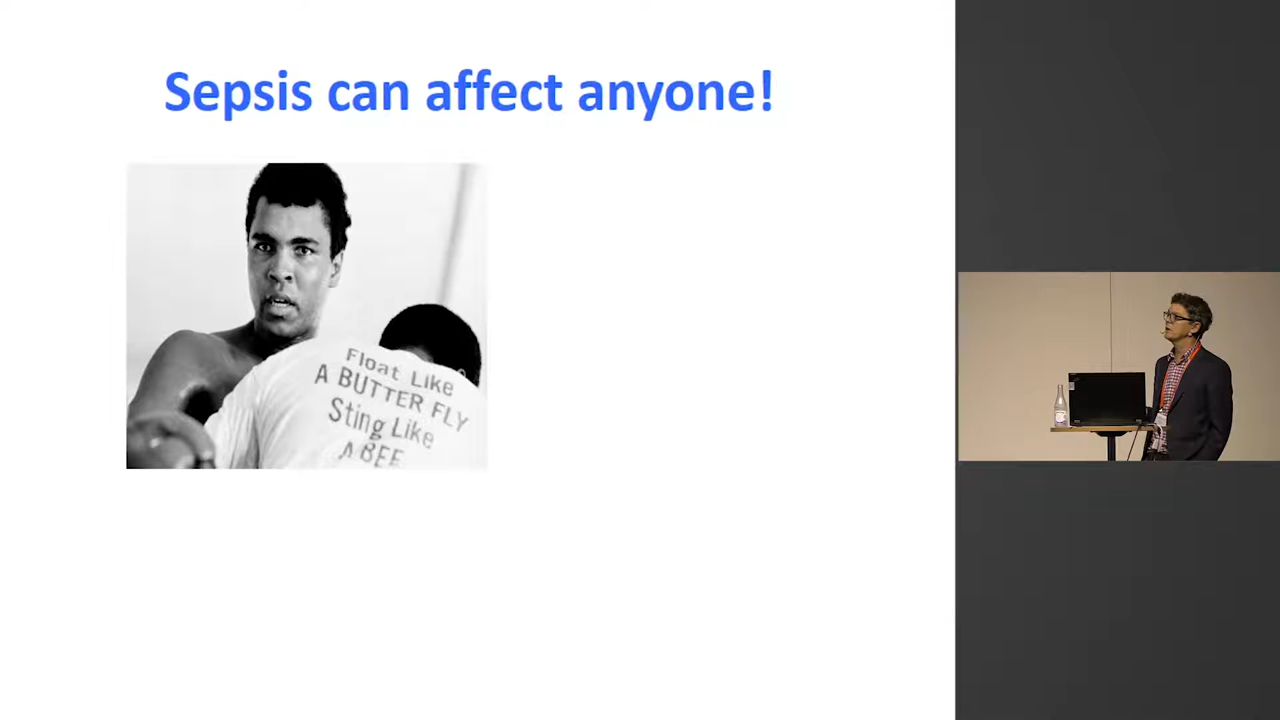 Sepsis can affect anyone!
Float Like
A BUTTER FLY
Sting Like
A BEE